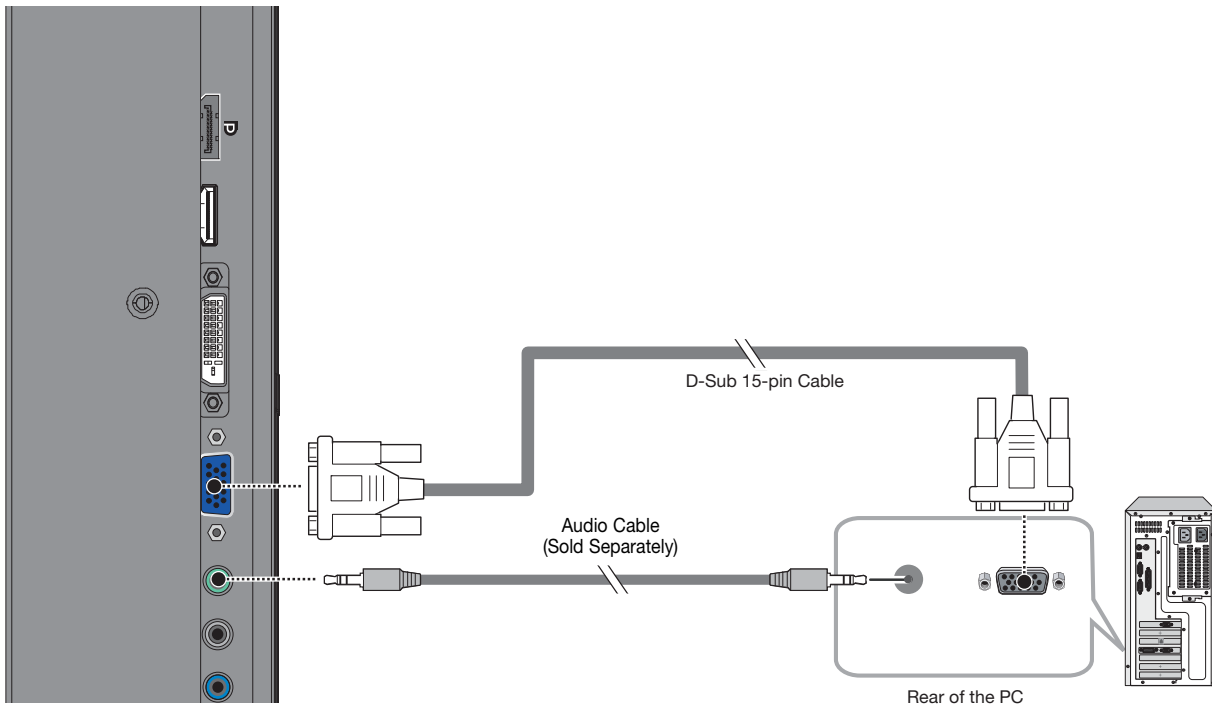 D-Sub 15-pin Cable
Audio Cable
(Sold Separately)
Rear of the PC